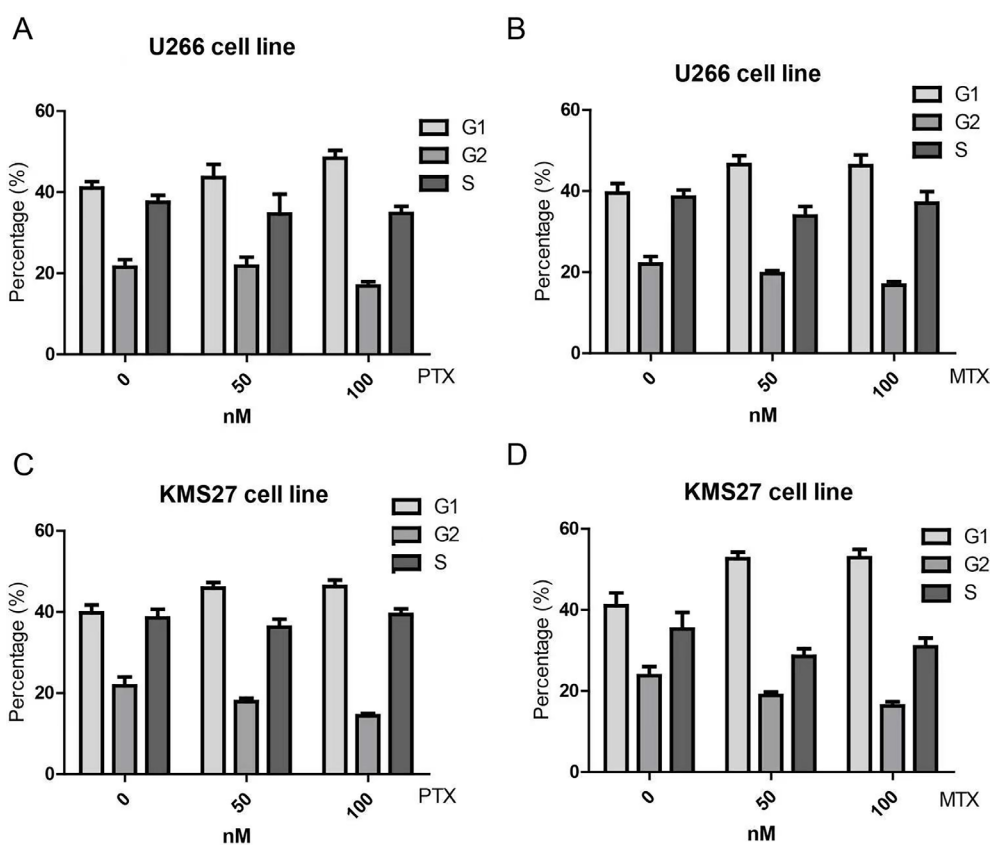 A
U266 cell line
Percentage (%)
60
40
20
0
G1
G2
S
0
50
100
PTX
nM
B
U266 cell line
Percentage (%)
60
40
20
0
G1
G2
S
0
50
100
MTX
nM
C
KMS27 cell line
Percentage (%)
60
40
20
0
G1
G2
S
0
50
100
PTX
nM
D
KMS27 cell line
Percentage (%)
60
40
20
0
G1
G2
S
0
50
100
MTX
nM